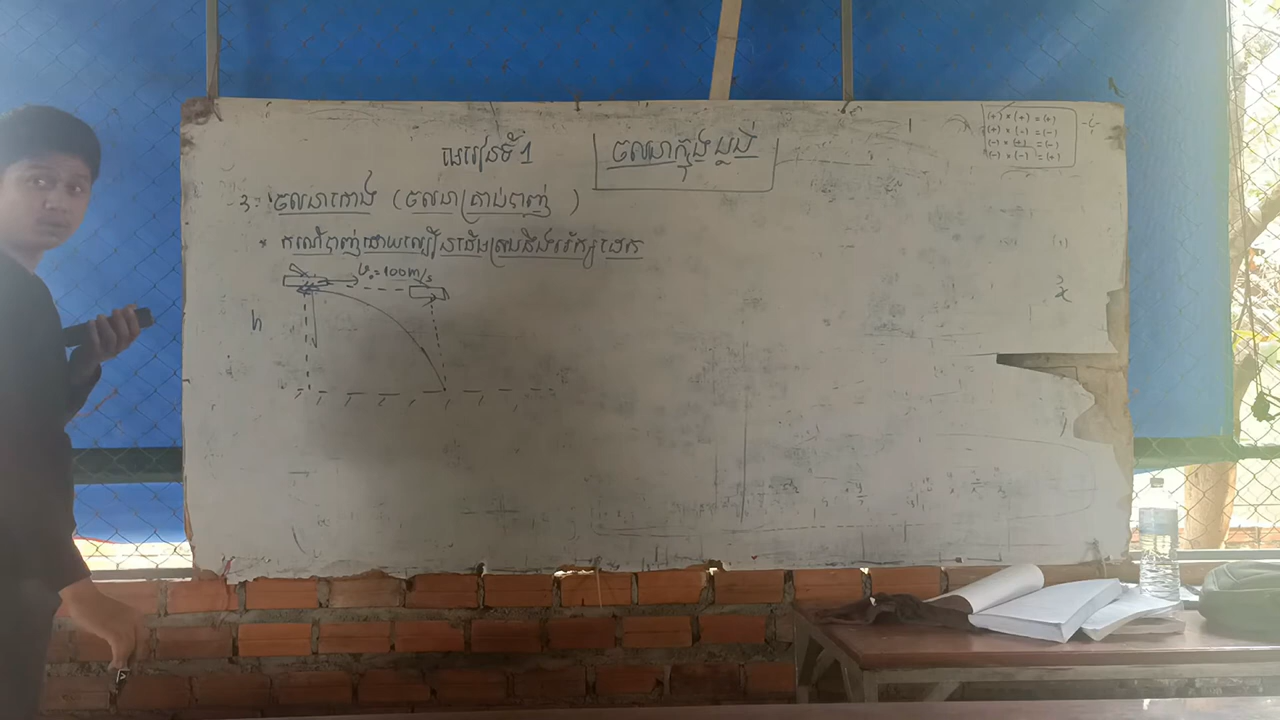 មេរៀនទី1
ចលនាក្នុងប្លង់
3. ចលនាកោង (ចលនាគ្រាប់បាញ់)
* ករណីបាញ់ដោយល្បឿនដើមស្របនឹងអ័ក្សដេក
v₀=100m/s
h
(+) × (+) = (+)
(+) × (-) = (-)
(-) × (+) = (-)
(-) × (-) = (+)